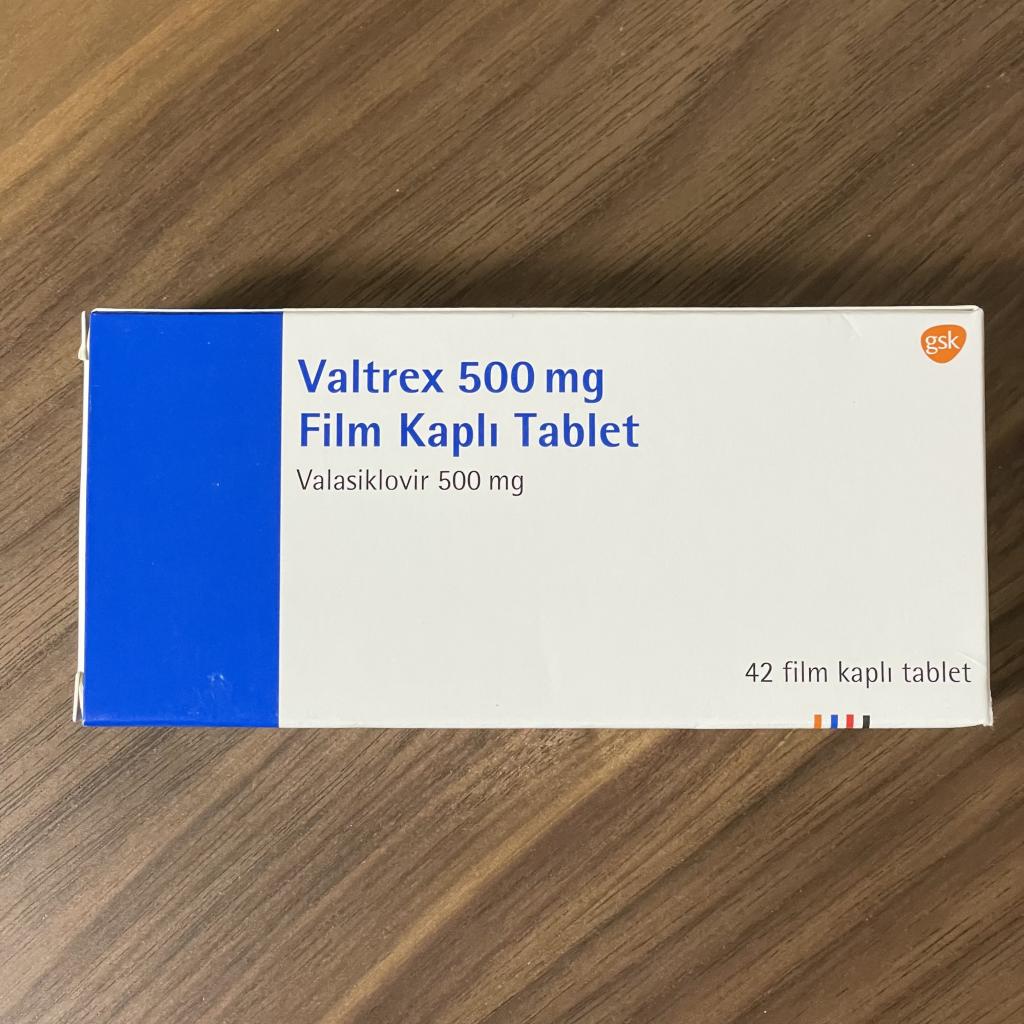 gsk
Valtrex 500 mg
Film Kaplı Tablet
Valasiklovir 500 mg
42 film kaplı tablet